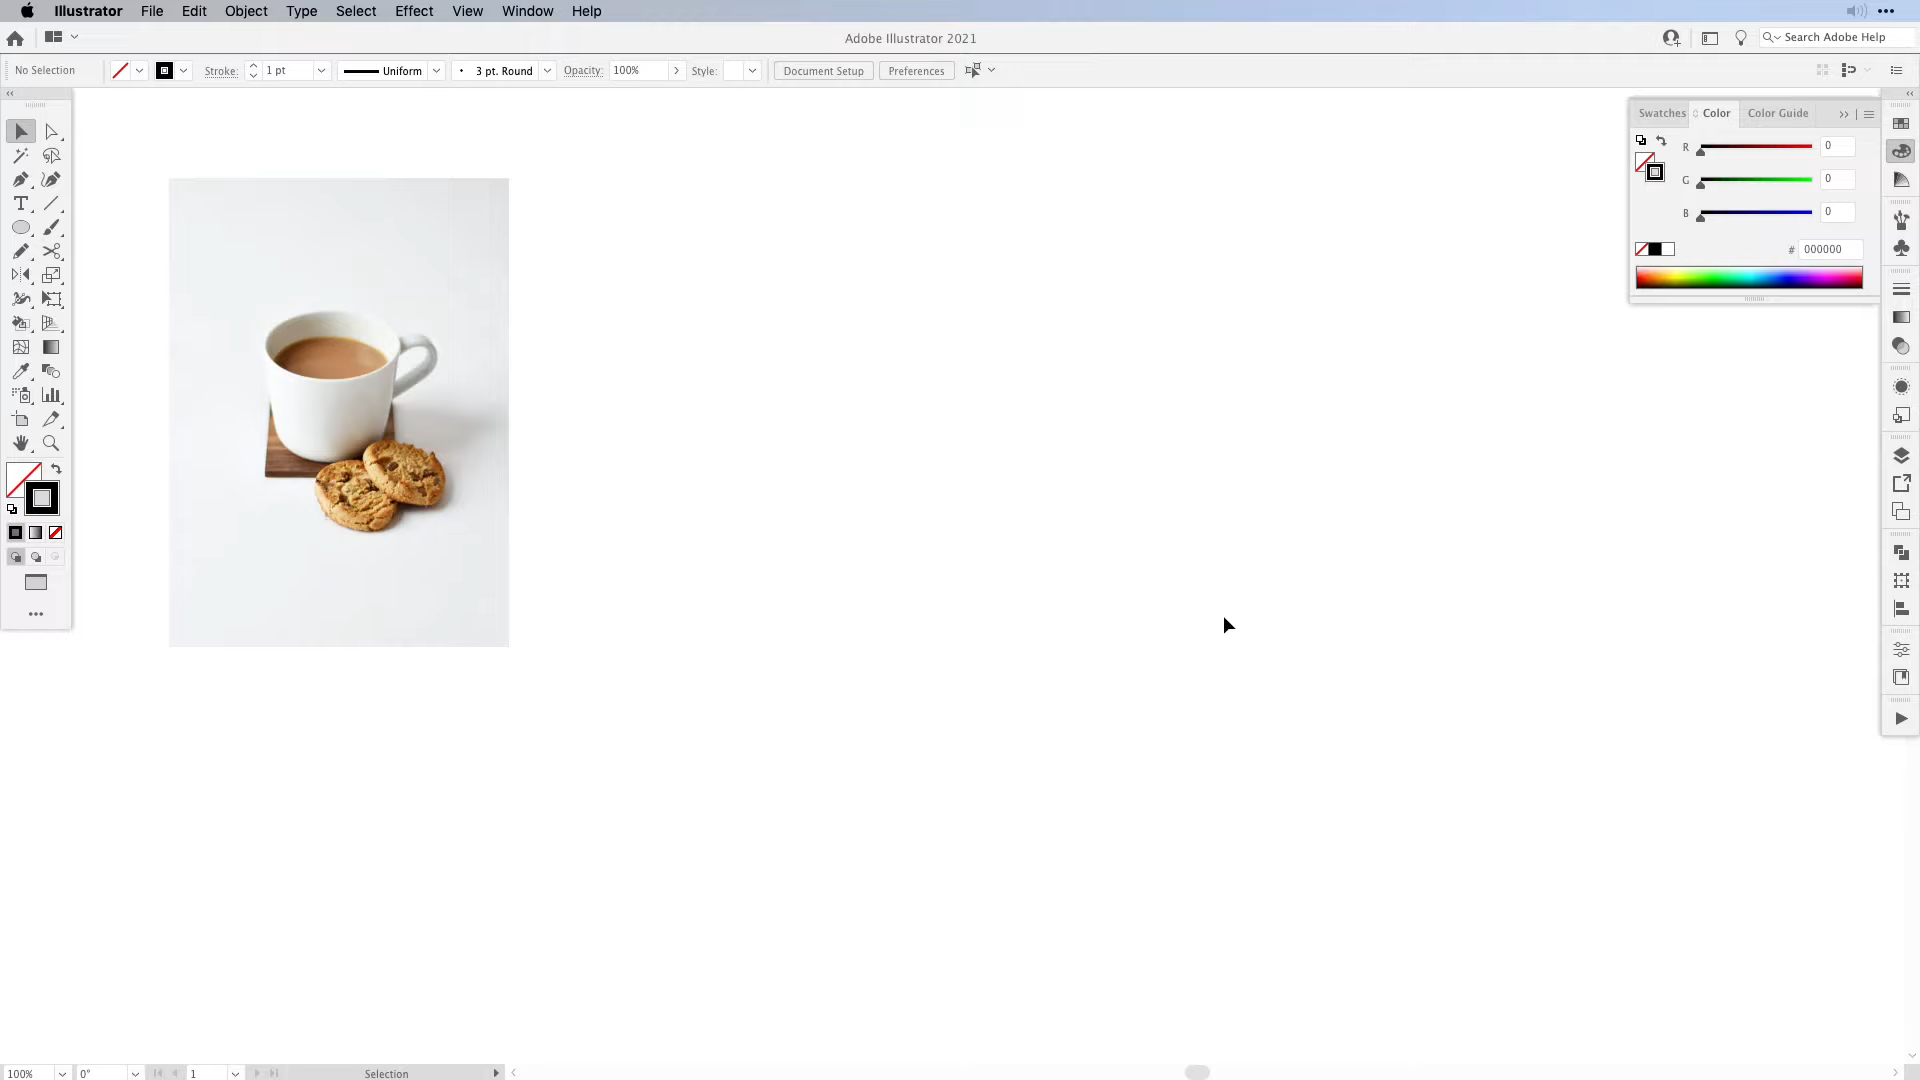 Illustrator File Edit Object Type Select Effect View Window Help
Adobe Illustrator 2021
Search Adobe Help
No Selection
Stroke: 1 pt
Uniform
3 pt. Round
Opacity: 100%
Style:
Document Setup
Preferences
Swatches Color Color Guide
R 0
G 0
B 0
# 000000
100% 0° 1 Selection